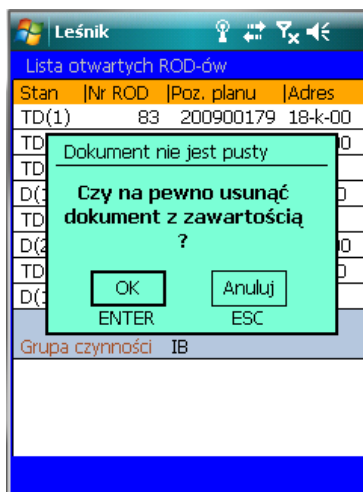 Leśnik
Lista otwartych ROD-ów
Stan |Nr ROD |Poz. planu |Adres
TD(1) 83 200900179 18-k-00
TD
TD
D(1
TD
D(2
TD
D(1
Dokument nie jest pusty
Czy na pewno usunąć
dokument z zawartością
?
OK Anuluj
ENTER ESC
Grupa czynności IB